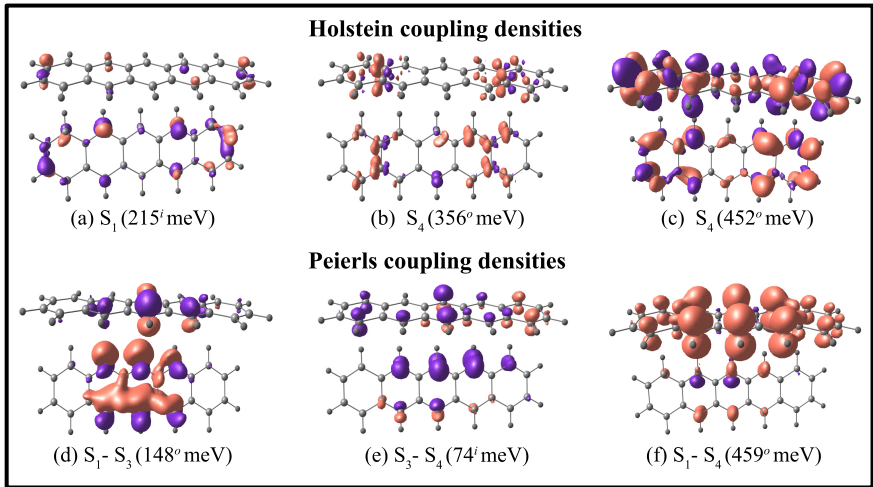 Holstein coupling densities
(a) S₁ (215ⁱ meV)
(b) S₄ (356ᵒ meV)
(c) S₄ (452ᵒ meV)
Peierls coupling densities
(d) S₁- S₃ (148ᵒ meV)
(e) S₃- S₄ (74ⁱ meV)
(f) S₁- S₄ (459ᵒ meV)